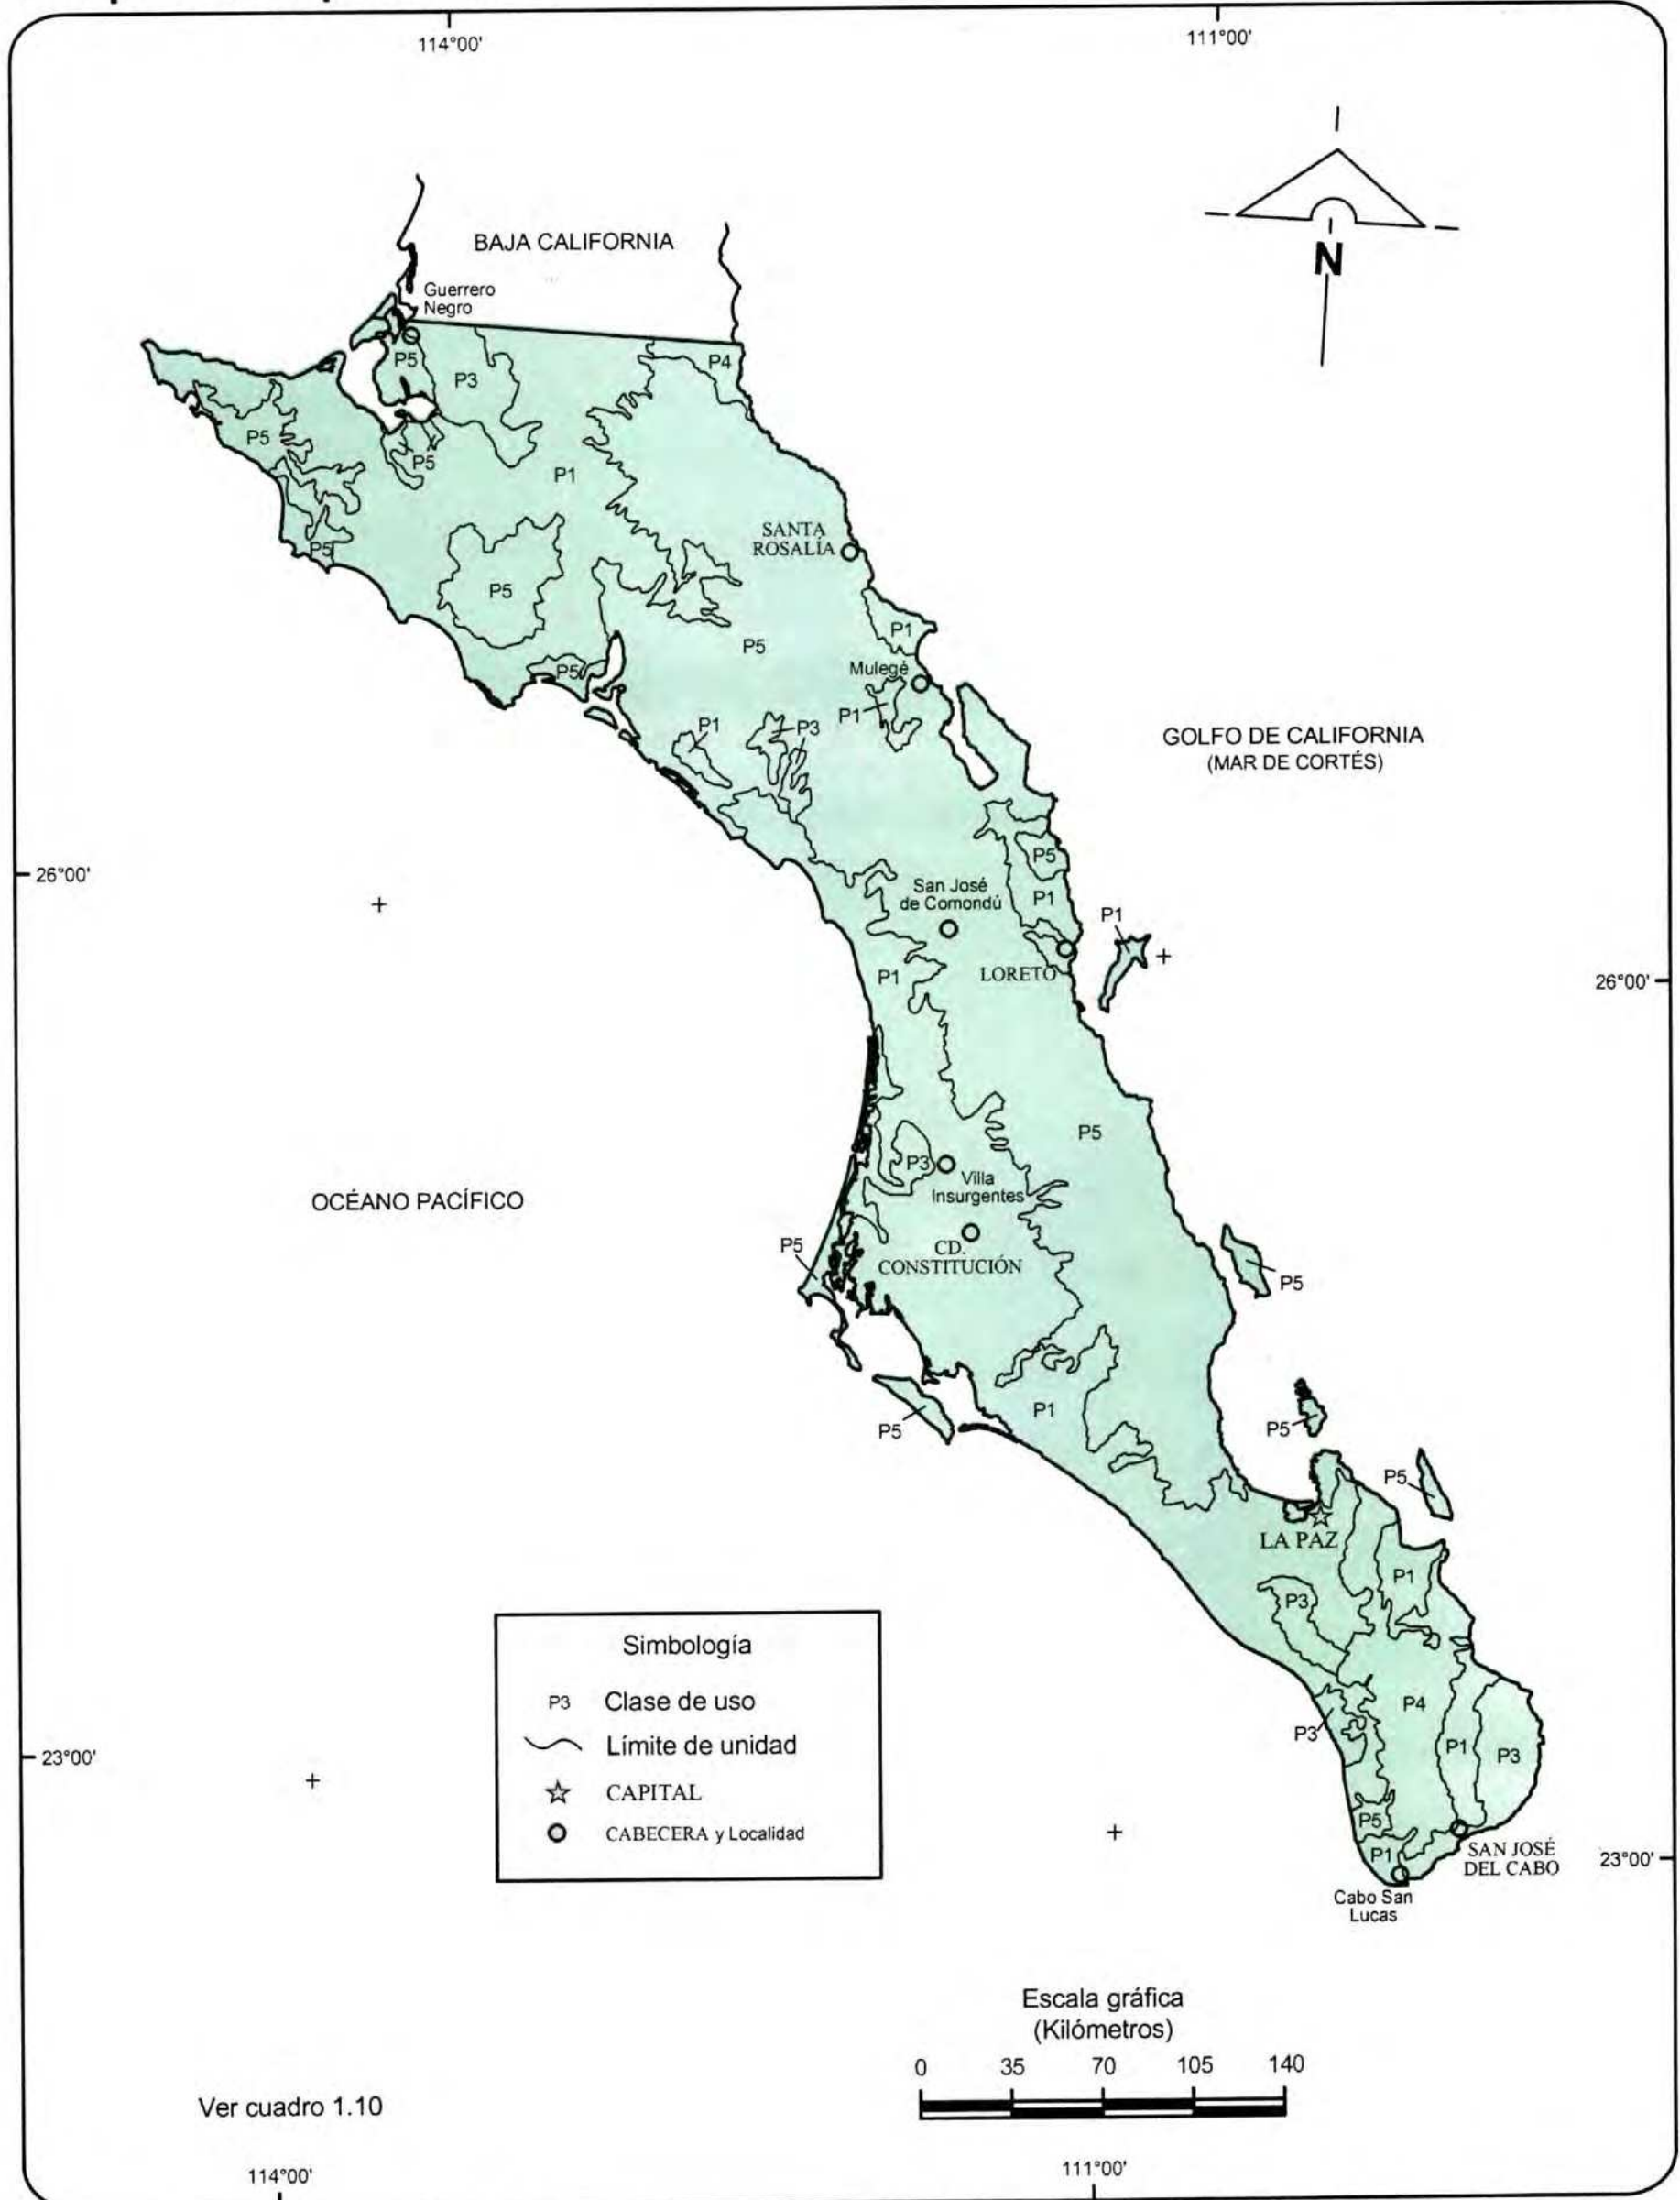 114°00'
111°00'
BAJA CALIFORNIA
N
Guerrero
Negro
P5
P3
P4
P5
P5
P1
P5
SANTA
ROSALÍA
P5
P1
P5
Mulegé
P5
P1
P1
P3
GOLFO DE CALIFORNIA
(MAR DE CORTÉS)
P5
26°00'
San José
de Comondú
P1
P1
LORETO
P1
26°00'
P5
P3
Villa
Insurgentes
OCÉANO PACÍFICO
P5
CD.
CONSTITUCIÓN
P5
P1
P5
P5
P5
LA PAZ
P1
P3
Simbología
P3 Clase de uso
Límite de unidad
CAPITAL
CABECERA y Localidad
P4
P3
P1
P3
23°00'
P5
P1
SAN JOSÉ
DEL CABO
23°00'
Cabo San
Lucas
Escala gráfica
(Kilómetros)
0 35 70 105 140
Ver cuadro 1.10
114°00'
111°00'